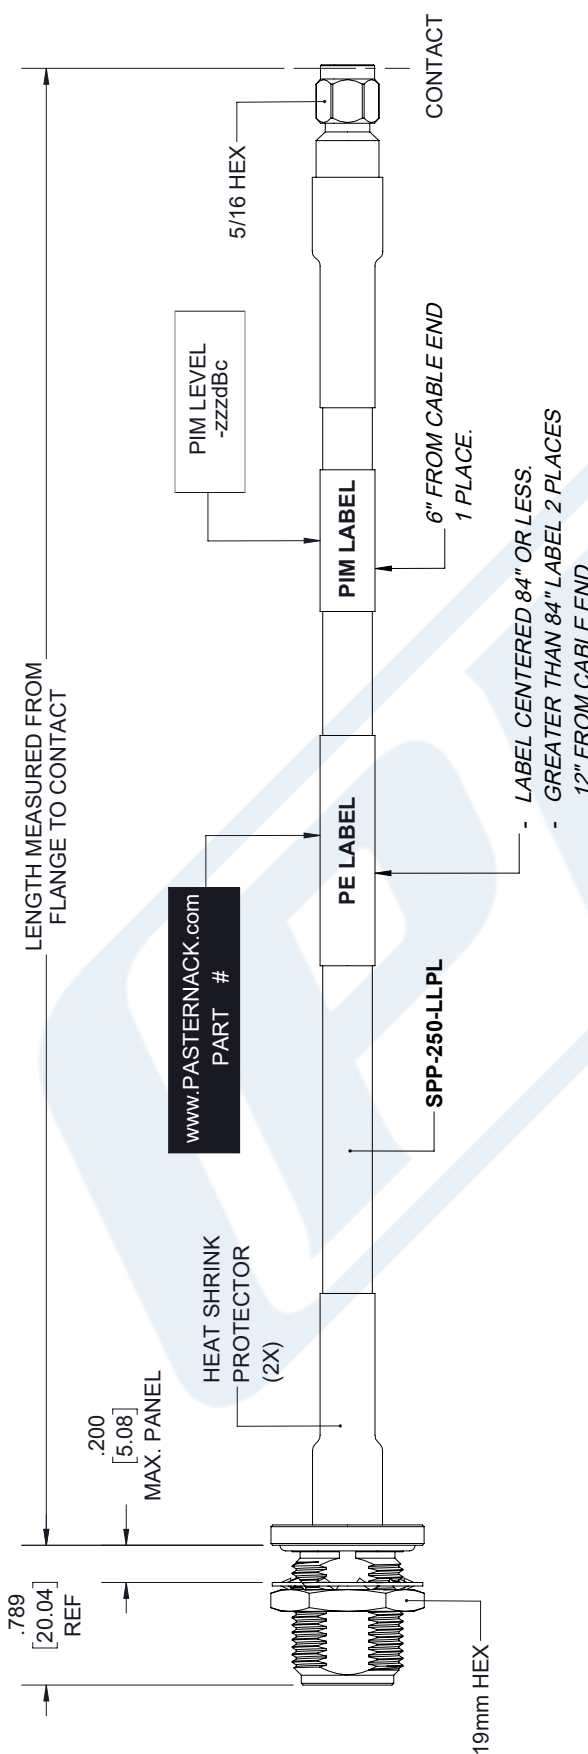 .789
[20.04]
REF
.200
[5.08]
MAX. PANEL
LENGTH MEASURED FROM
FLANGE TO CONTACT
19mm HEX
HEAT SHRINK
PROTECTOR
(2X)
SPP-250-LLPL
www.PASTERNACK.com
PART #
PE LABEL
- LABEL CENTERED 84" OR LESS.
- GREATER THAN 84" LABEL 2 PLACES
12" FROM CABLE END
PIM LEVEL
-zzzdBc
PIM LABEL
6" FROM CABLE END
1 PLACE.
5/16 HEX
CONTACT